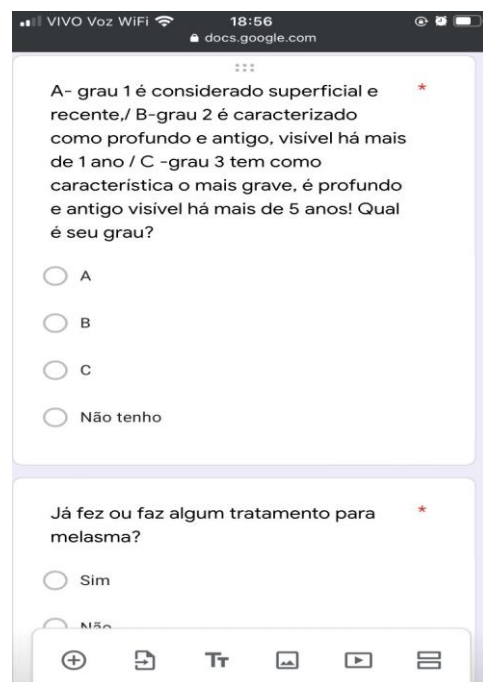 VIVO Voz WiFi 18:56
docs.google.com
A- grau 1 é considerado superficial e *
recente,/ B-grau 2 é caracterizado
como profundo e antigo, visível há mais
de 1 ano / C -grau 3 tem como
característica o mais grave, é profundo
e antigo visível há mais de 5 anos! Qual
é seu grau?
A
B
C
Não tenho
Já fez ou faz algum tratamento para *
melasma?
Sim
Não
TT